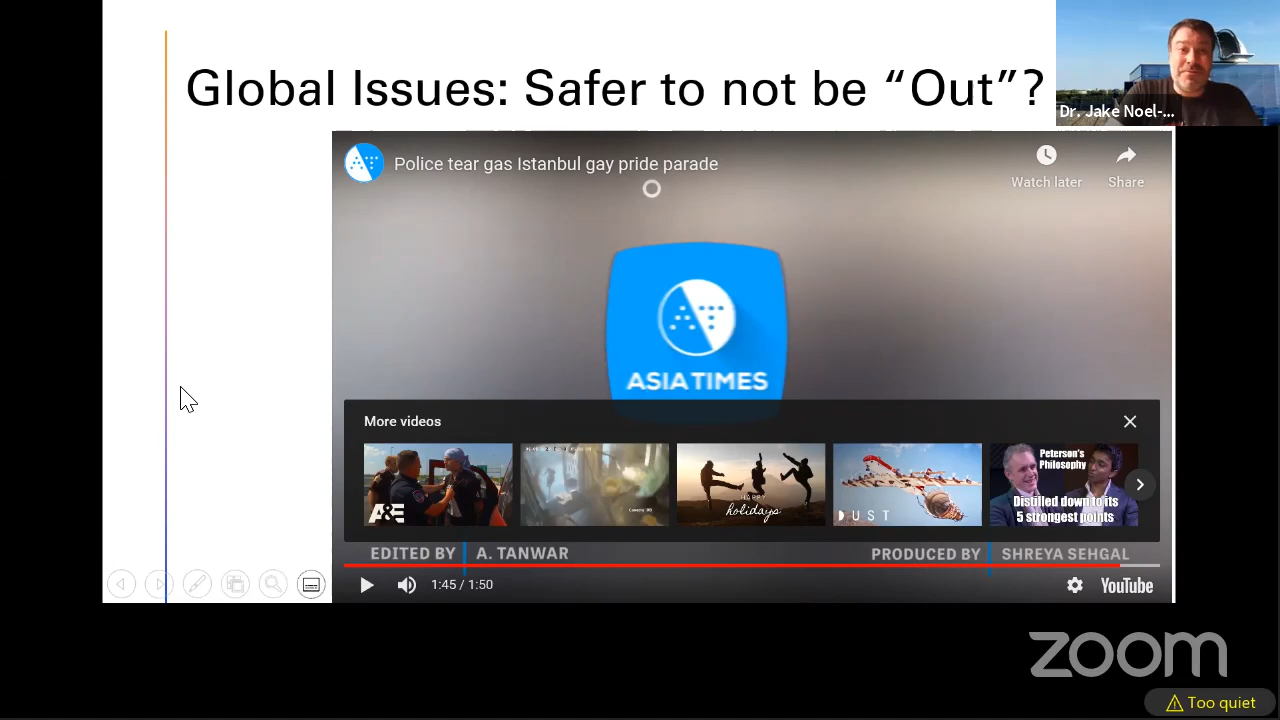 Global Issues: Safer to not be “Out”?
Dr. Jake Noel-...
Police tear gas Istanbul gay pride parade
Watch later
Share
ASIA TIMES
More videos
A&E
HAPPY
holidays
DUST
Peterson's
Philosophy
Distilled down to its
5 strongest points
EDITED BY A. TANWAR
PRODUCED BY SHREYA SEHGAL
1:45 / 1:50
YouTube
zoom
Too quiet